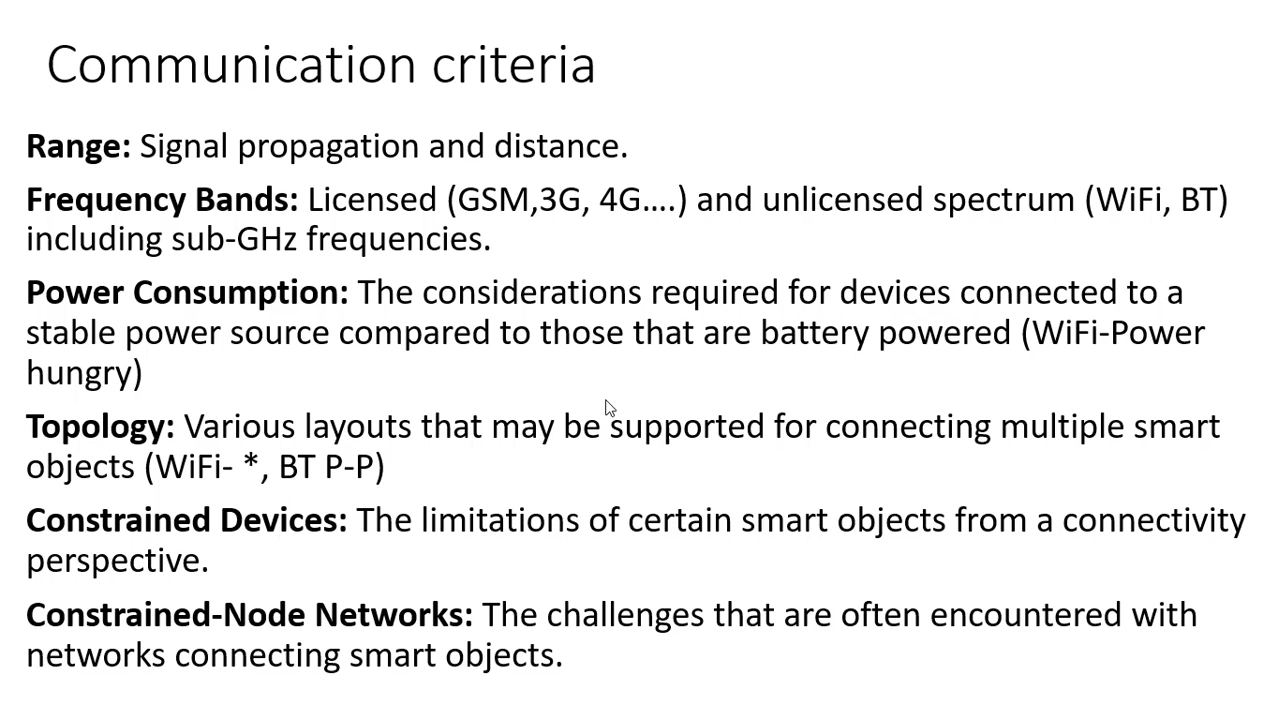 Communication criteria
Range: Signal propagation and distance.
Frequency Bands: Licensed (GSM,3G, 4G....) and unlicensed spectrum (WiFi, BT)
including sub-GHz frequencies.
Power Consumption: The considerations required for devices connected to a
stable power source compared to those that are battery powered (WiFi-Power
hungry)
Topology: Various layouts that may be supported for connecting multiple smart
objects (WiFi- *, BT P-P)
Constrained Devices: The limitations of certain smart objects from a connectivity
perspective.
Constrained-Node Networks: The challenges that are often encountered with
networks connecting smart objects.